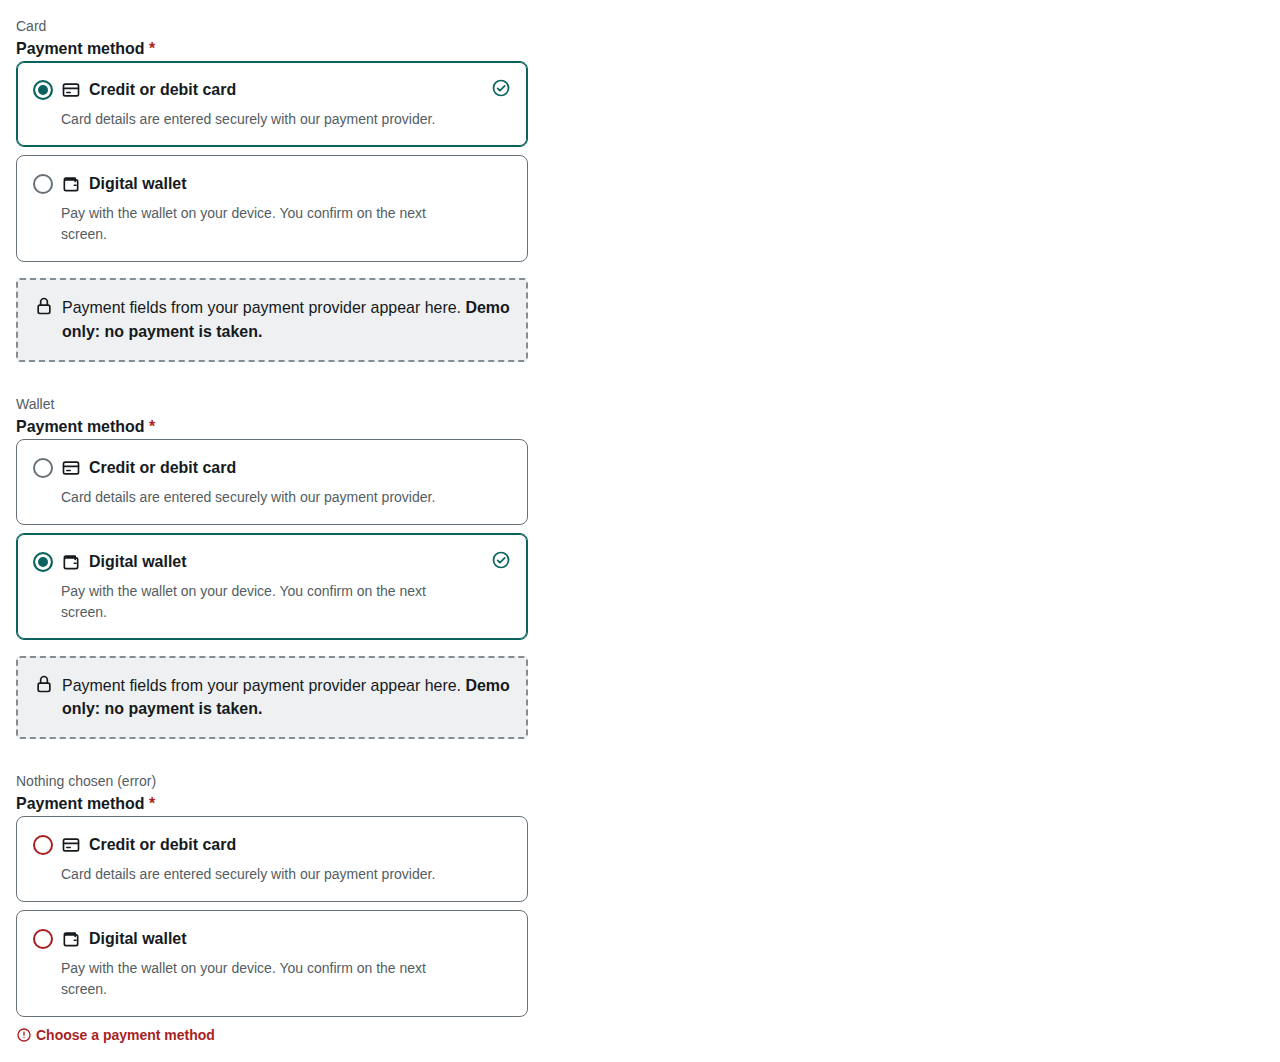 Card
Payment method *
Credit or debit card
Card details are entered securely with our payment provider.
Digital wallet
Pay with the wallet on your device. You confirm on the next
screen.
Payment fields from your payment provider appear here. Demo
only: no payment is taken.
Wallet
Payment method *
Credit or debit card
Card details are entered securely with our payment provider.
Digital wallet
Pay with the wallet on your device. You confirm on the next
screen.
Payment fields from your payment provider appear here. Demo
only: no payment is taken.
Nothing chosen (error)
Payment method *
Credit or debit card
Card details are entered securely with our payment provider.
Digital wallet
Pay with the wallet on your device. You confirm on the next
screen.
Choose a payment method